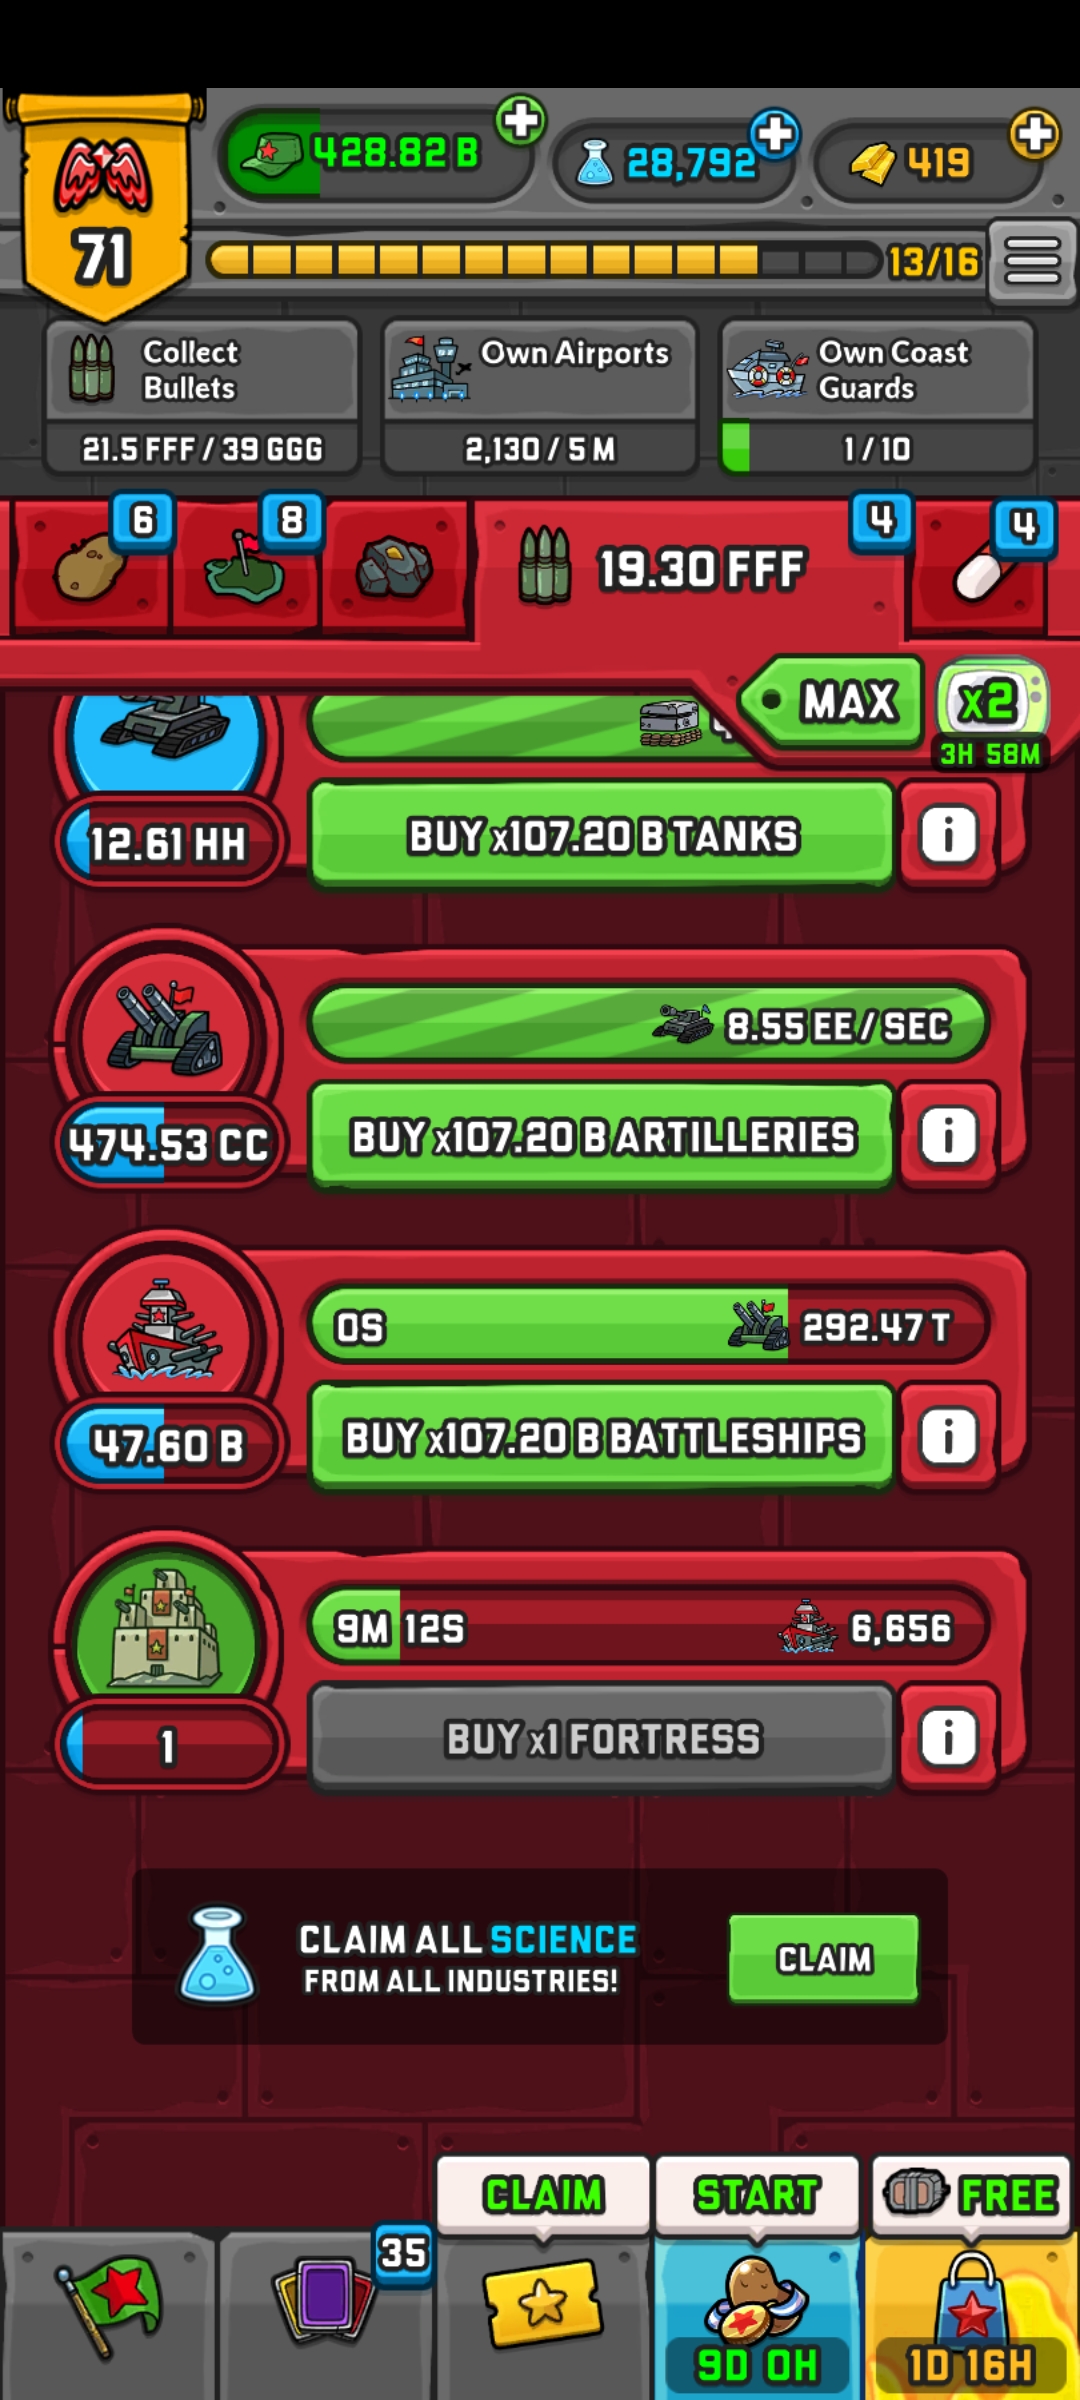 428.82 B
28,792
419
71
13/16
Collect
Bullets
Own Airports
Own Coast
Guards
21.5 FFF / 39 GGG
2,130 / 5 M
1 / 10
6
8
19.30 FFF
4
4
MAX
x2
3H 58M
12.61 HH
BUY x107.20 B TANKS
i
8.55 EE / SEC
474.53 CC
BUY x107.20 B ARTILLERIES
i
0S
292.47 T
47.60 B
BUY x107.20 B BATTLESHIPS
i
9M 12S
6,656
1
BUY x1 FORTRESS
i
CLAIM ALL SCIENCE
FROM ALL INDUSTRIES!
CLAIM
CLAIM
START
FREE
35
9D 0H
1D 16H